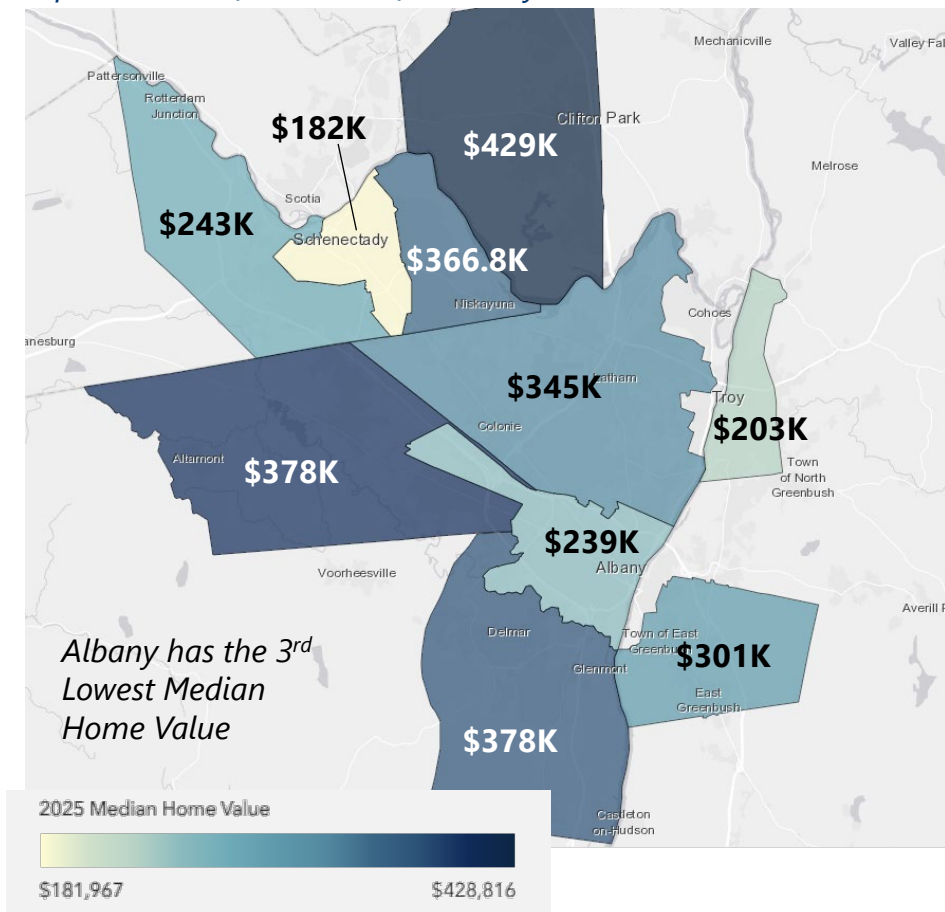 Mechanicville
Valley Fal
Pattersonville
Rotterdam
Junction
Clifton Park
$182K
$429K
Melrose
Scotia
$243K
Schenectady
$366.8K
Niskayuna
Cohoes
anesburg
$345K
Latham
Troy
Colonie
$203K
Altamont
$378K
Town
of North
Greenbush
$239K
Albany
Voorheesville
Averill
Delmar
Town of East
Greenbush
Albany has the 3rd
Lowest Median
Home Value
$301K
Glenmont
East
Greenbush
$378K
2025 Median Home Value
Castleton
on-Hudson
$181,967
$428,816